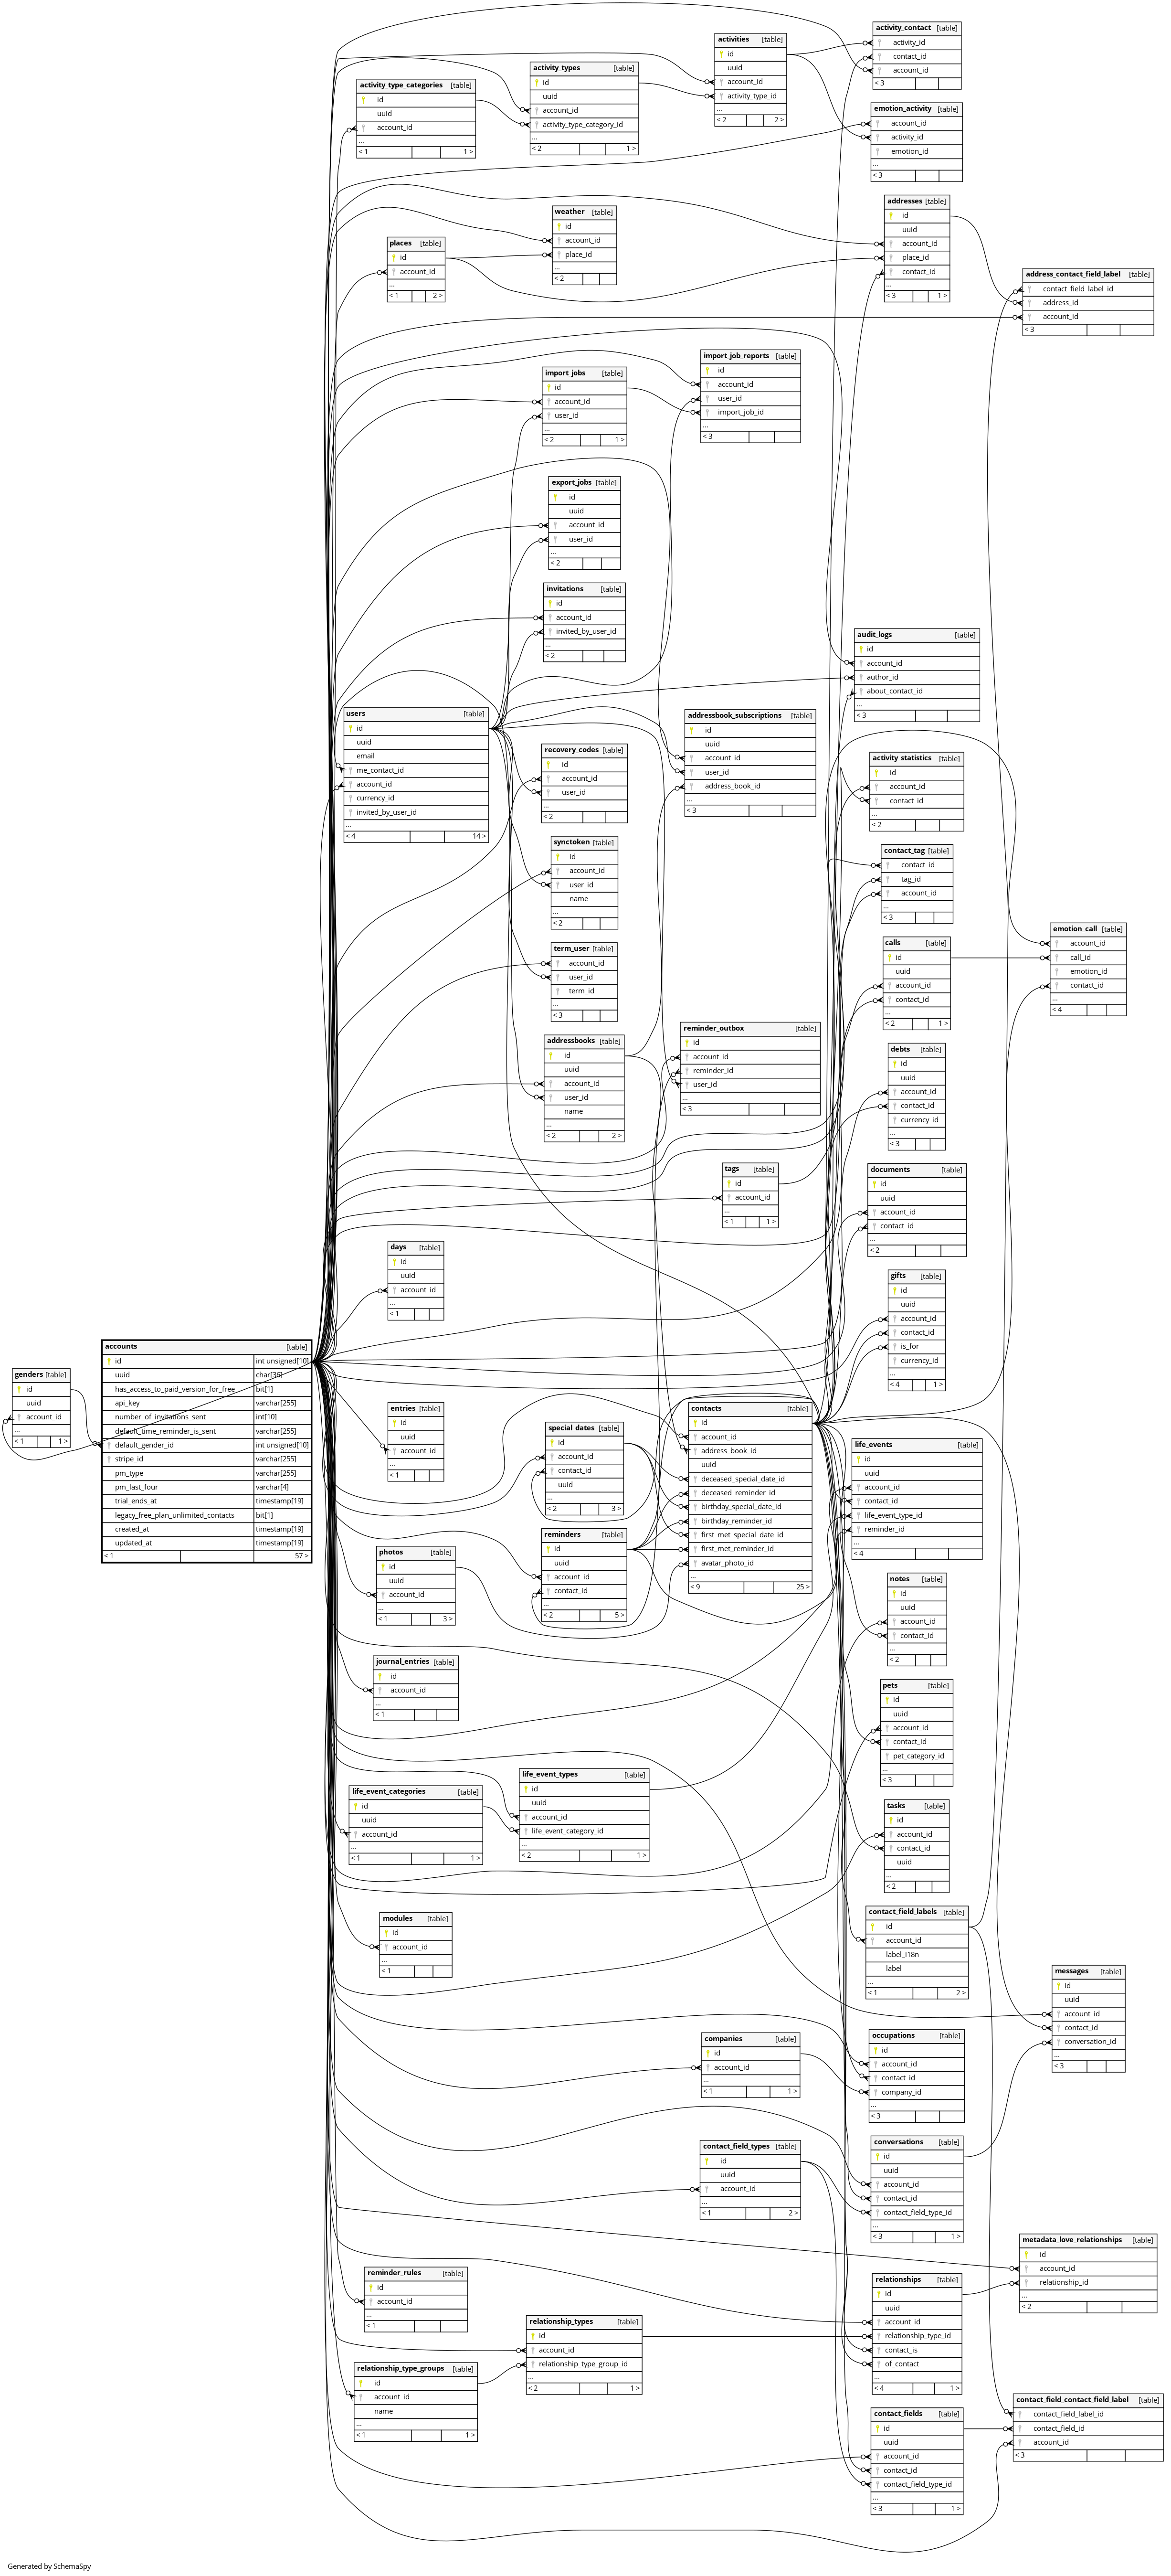 genders [table]
id
uuid
account_id
...
< 1 1 >
accounts [table]
id int unsigned[10]
uuid char[36]
has_access_to_paid_version_for_free bit[1]
api_key varchar[255]
number_of_invitations_sent int[10]
default_time_reminder_is_sent varchar[255]
default_gender_id int unsigned[10]
stripe_id varchar[255]
pm_type varchar[255]
pm_last_four varchar[4]
trial_ends_at timestamp[19]
legacy_free_plan_unlimited_contacts bit[1]
created_at timestamp[19]
updated_at timestamp[19]
< 1 57 >
activity_type_categories [table]
id
uuid
account_id
...
< 1 1 >
places [table]
id
account_id
...
< 1 2 >
users [table]
id
uuid
email
me_contact_id
account_id
currency_id
invited_by_user_id
...
< 4 14 >
days [table]
id
uuid
account_id
...
< 1
entries [table]
id
uuid
account_id
...
< 1
photos [table]
id
uuid
account_id
...
< 1 3 >
journal_entries [table]
id
account_id
...
< 1
life_event_categories [table]
id
uuid
account_id
...
< 1 1 >
modules [table]
id
account_id
...
< 1
reminder_rules [table]
id
account_id
...
< 1
relationship_type_groups [table]
id
account_id
name
...
< 1 1 >
activity_types [table]
id
uuid
account_id
activity_type_category_id
...
< 2 1 >
weather [table]
id
account_id
place_id
...
< 2
import_jobs [table]
id
account_id
user_id
...
< 2 1 >
export_jobs [table]
id
uuid
account_id
user_id
...
< 2
invitations [table]
id
account_id
invited_by_user_id
...
< 2
recovery_codes [table]
id
account_id
user_id
...
< 2
synctoken [table]
id
account_id
user_id
name
...
< 2
term_user [table]
account_id
user_id
term_id
...
< 3
addressbooks [table]
id
uuid
account_id
user_id
name
...
< 2 2 >
special_dates [table]
id
account_id
contact_id
uuid
...
< 2 3 >
reminders [table]
id
uuid
account_id
contact_id
...
< 2 5 >
life_event_types [table]
id
uuid
account_id
life_event_category_id
...
< 2 1 >
relationship_types [table]
id
account_id
relationship_type_group_id
...
< 2 1 >
activities [table]
id
uuid
account_id
activity_type_id
...
< 2 2 >
import_job_reports [table]
id
account_id
user_id
import_job_id
...
< 3
addressbook_subscriptions [table]
id
uuid
account_id
user_id
address_book_id
...
< 3
reminder_outbox [table]
id
account_id
reminder_id
user_id
...
< 3
tags [table]
id
account_id
...
< 1 1 >
contacts [table]
id
account_id
address_book_id
uuid
deceased_special_date_id
deceased_reminder_id
birthday_special_date_id
birthday_reminder_id
first_met_special_date_id
first_met_reminder_id
avatar_photo_id
...
< 9 25 >
companies [table]
id
account_id
...
< 1 1 >
contact_field_types [table]
id
uuid
account_id
...
< 1 2 >
activity_contact [table]
activity_id
contact_id
account_id
< 3
emotion_activity [table]
account_id
activity_id
emotion_id
...
< 3
addresses [table]
id
uuid
account_id
place_id
contact_id
...
< 3 1 >
audit_logs [table]
id
account_id
author_id
about_contact_id
...
< 3
activity_statistics [table]
id
account_id
contact_id
...
< 2
contact_tag [table]
contact_id
tag_id
account_id
...
< 3
calls [table]
id
uuid
account_id
contact_id
...
< 2 1 >
debts [table]
id
uuid
account_id
contact_id
currency_id
...
< 3
documents [table]
id
uuid
account_id
contact_id
...
< 2
gifts [table]
id
uuid
account_id
contact_id
is_for
currency_id
...
< 4 1 >
life_events [table]
id
uuid
account_id
contact_id
life_event_type_id
reminder_id
...
< 4
notes [table]
id
uuid
account_id
contact_id
...
< 2
pets [table]
id
uuid
account_id
contact_id
pet_category_id
...
< 3
tasks [table]
id
account_id
contact_id
uuid
...
< 2
contact_field_labels [table]
id
account_id
label_i18n
label
...
< 1 2 >
occupations [table]
id
account_id
contact_id
company_id
...
< 3
conversations [table]
id
uuid
account_id
contact_id
contact_field_type_id
...
< 3 1 >
relationships [table]
id
uuid
account_id
relationship_type_id
contact_is
of_contact
...
< 4 1 >
contact_fields [table]
id
uuid
account_id
contact_id
contact_field_type_id
...
< 3 1 >
address_contact_field_label [table]
contact_field_label_id
address_id
account_id
< 3
emotion_call [table]
account_id
call_id
emotion_id
contact_id
...
< 4
messages [table]
id
uuid
account_id
contact_id
conversation_id
...
< 3
metadata_love_relationships [table]
id
account_id
relationship_id
...
< 2
contact_field_contact_field_label [table]
contact_field_label_id
contact_field_id
account_id
< 3
Generated by SchemaSpy